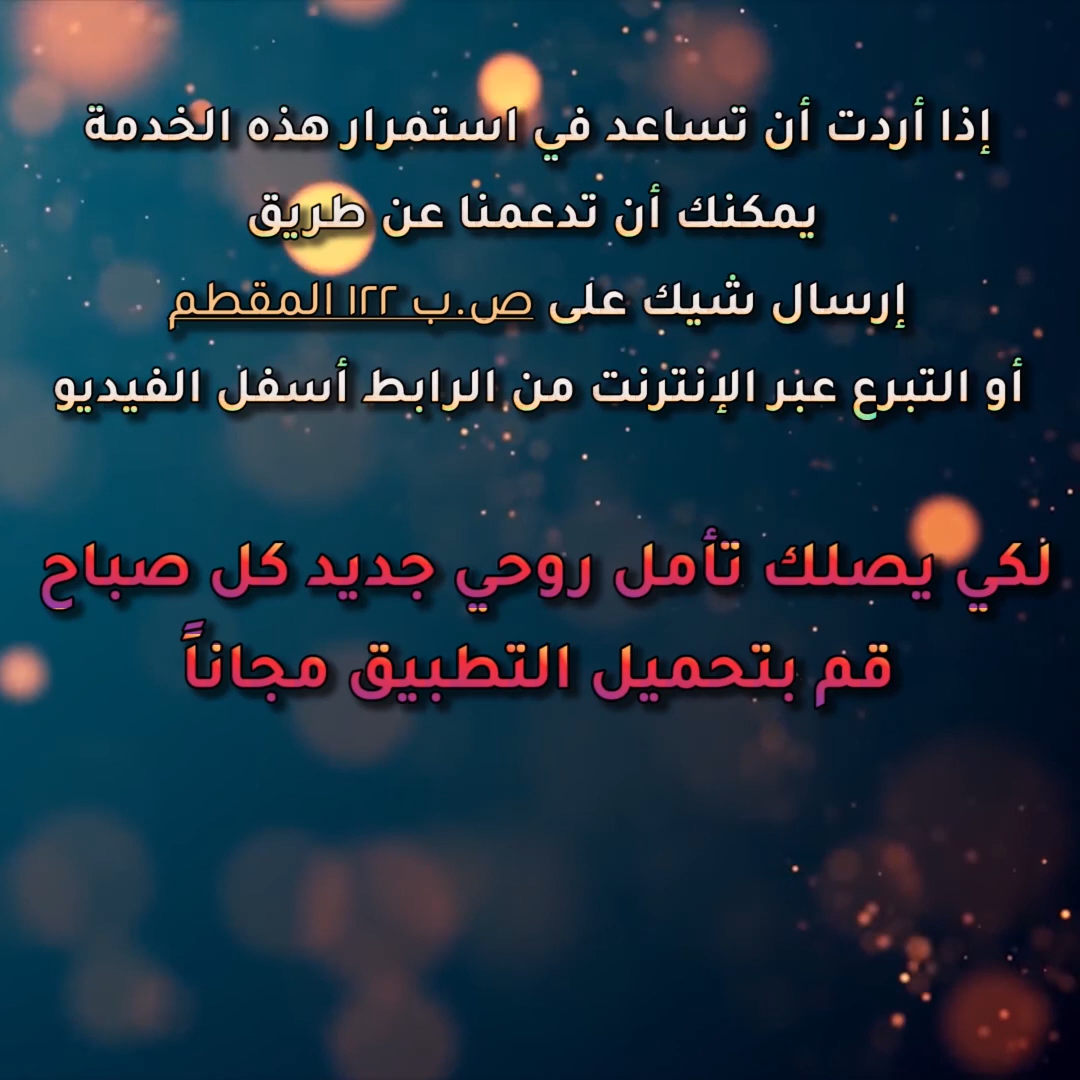 إذا أردت أن تساعد في استمرار هذه الخدمة
يمكنك أن تدعمنا عن طريق
إرسال شيك على ص.ب ١٢٢ المقطم
أو التبرع عبر الإنترنت من الرابط أسفل الفيديو
لكي يصلك تأمل روحي جديد كل صباح
قم بتحميل التطبيق مجاناً